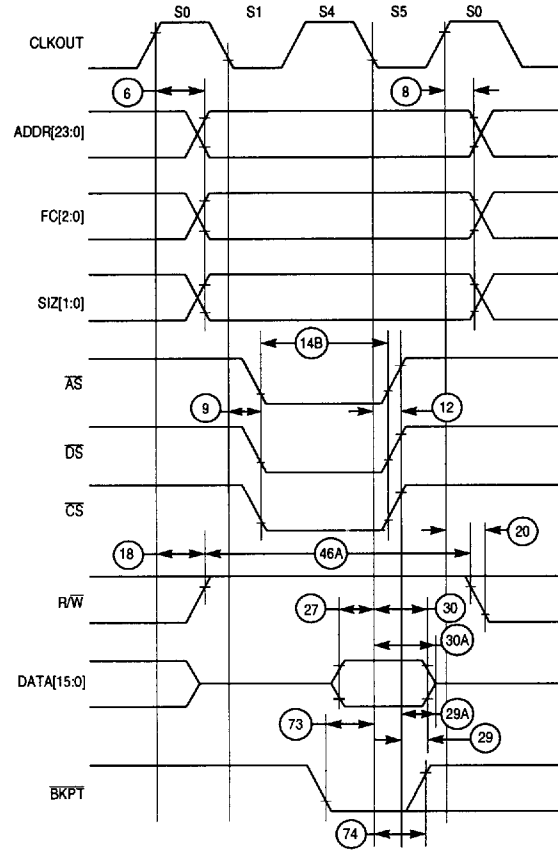 S0 S1 S4 S5 S0
CLKOUT
6 8
ADDR[23:0]
FC[2:0]
SIZ[1:0]
14B
AS
9 12
DS
CS
20
18 46A
R/W
27 30
30A
DATA[15:0]
29A
73 29
BKPT
74